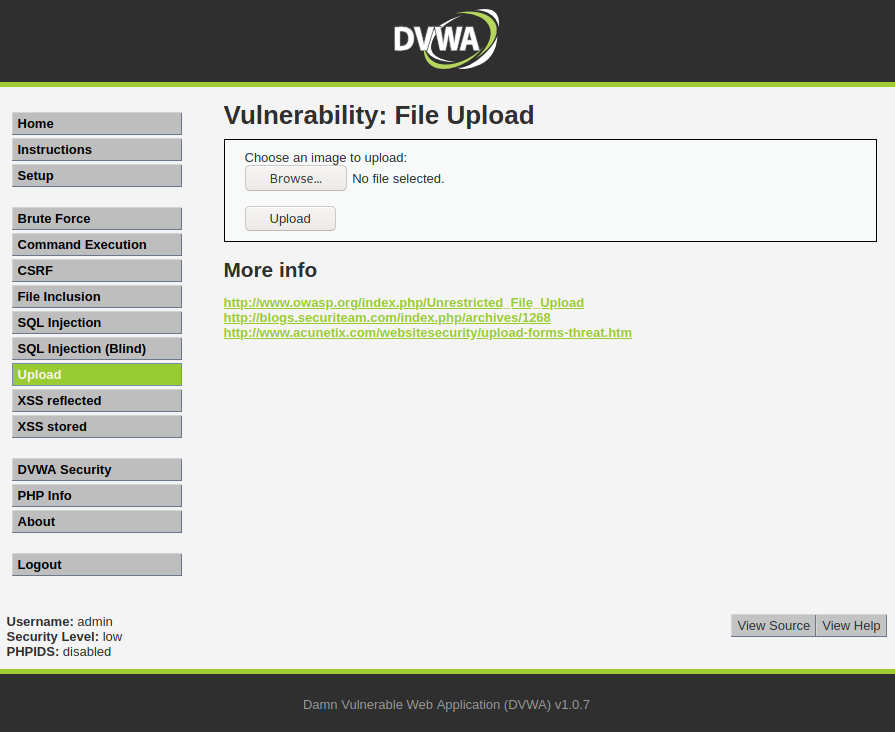 DVWA
Vulnerability: File Upload
Home
Instructions
Setup
Brute Force
Command Execution
CSRF
File Inclusion
SQL Injection
SQL Injection (Blind)
Upload
XSS reflected
XSS stored
DVWA Security
PHP Info
About
Logout
Choose an image to upload:
Browse... No file selected.
Upload
More info
http://www.owasp.org/index.php/Unrestricted_File_Upload
http://blogs.securiteam.com/index.php/archives/1268
http://www.acunetix.com/websitesecurity/upload-forms-threat.htm
Username: admin
Security Level: low
PHPIDS: disabled
View Source View Help
Damn Vulnerable Web Application (DVWA) v1.0.7